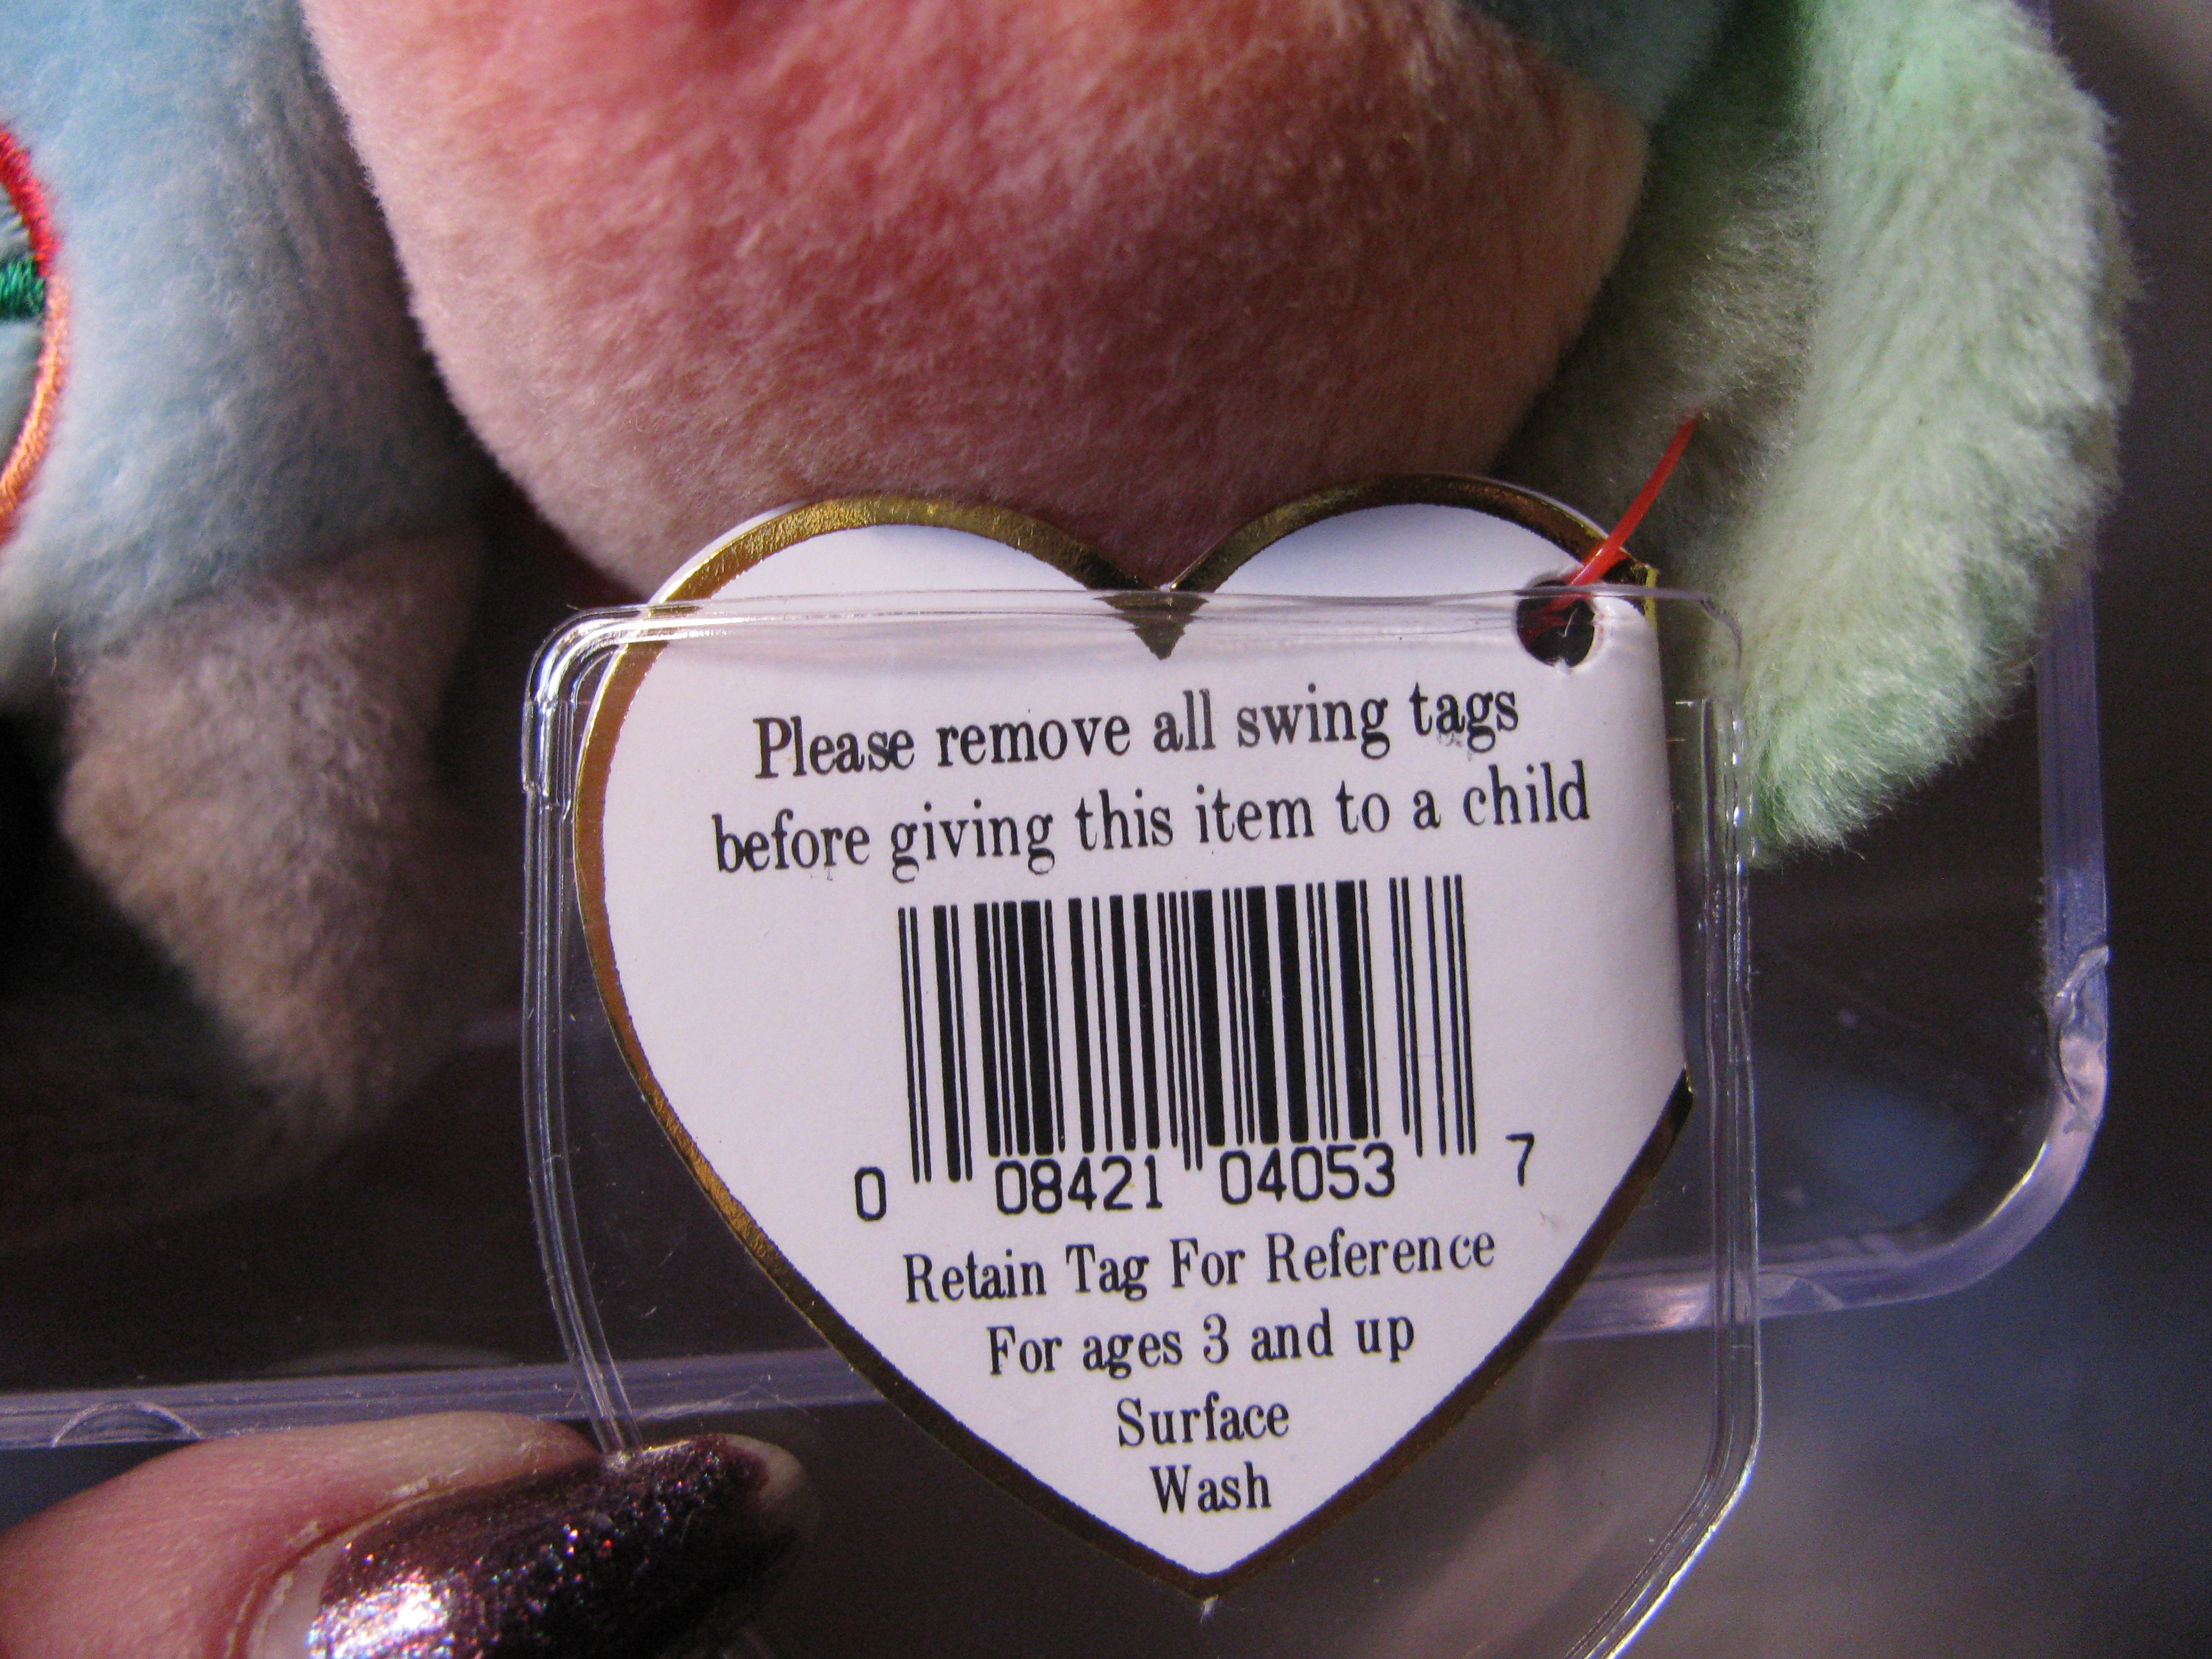 Please remove all swing tags
before giving this item to a child
0 08421 04053 7
Retain Tag For Reference
For ages 3 and up
Surface
Wash